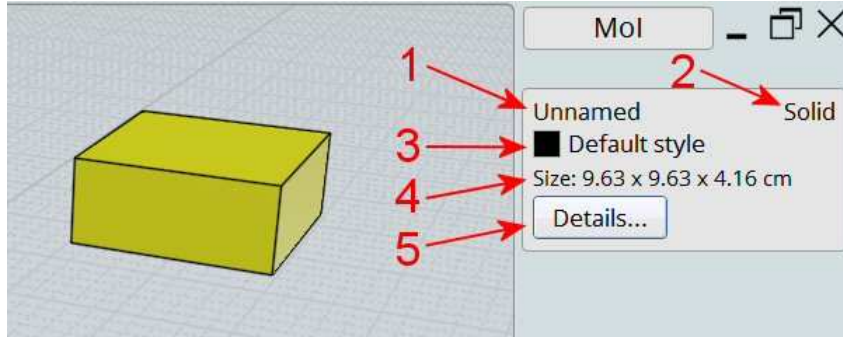 MoI
1
2
Unnamed Solid
3
Default style
4
Size: 9.63 x 9.63 x 4.16 cm
5
Details...